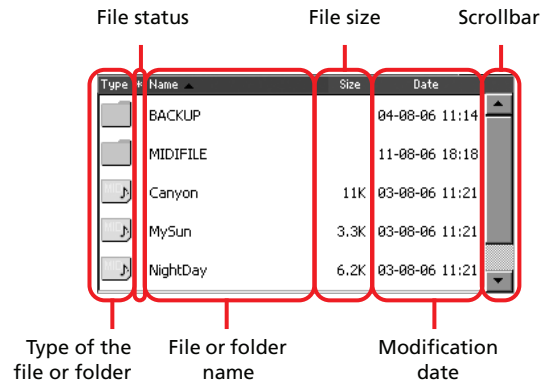 File status File size Scrollbar
Type * Name Size Date
BACKUP 04-08-06 11:14
MIDIFILE 11-08-06 18:18
Canyon 11K 03-08-06 11:21
MySun 3.3K 03-08-06 11:21
NightDay 6.2K 03-08-06 11:21
Type of the File or folder Modification
file or folder name date